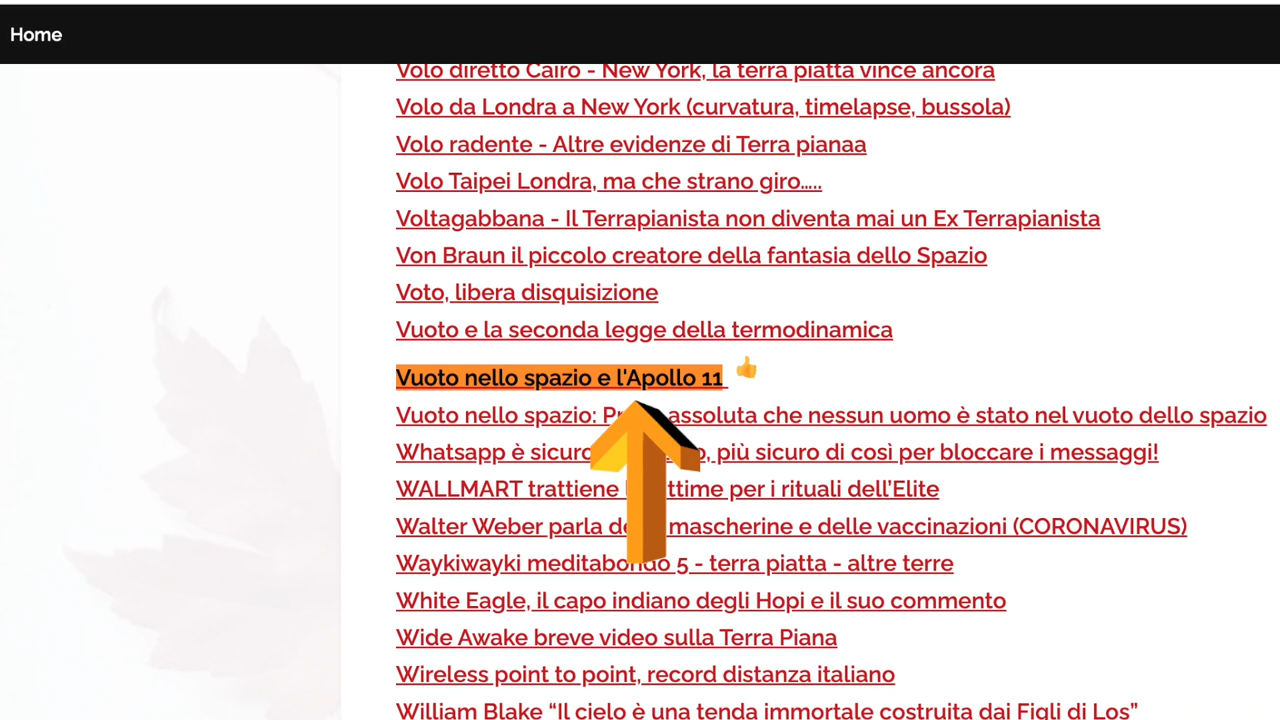 Home
Volo diretto Cairo - New York, la terra piatta vince ancora
Volo da Londra a New York (curvatura, timelapse, bussola)
Volo radente - Altre evidenze di Terra pianaa
Volo Taipei Londra, ma che strano giro.....
Voltagabbana - Il Terrapianista non diventa mai un Ex Terrapianista
Von Braun il piccolo creatore della fantasia dello Spazio
Voto, libera disquisizione
Vuoto e la seconda legge della termodinamica
Vuoto nello spazio e l'Apollo 11
Vuoto nello spazio: assoluta che nessun uomo è stato nel vuoto dello spazio
Whatsapp è più sicuro di così per bloccare i messaggi!
WALLMART trattiene per i rituali dell’Elite
Walter Weber parla mascherine e delle vaccinazioni (CORONAVIRUS)
Waykiwayki meditabondo 5 - terra piatta - altre terre
White Eagle, il capo indiano degli Hopi e il suo commento
Wide Awake breve video sulla Terra Piana
Wireless point to point, record distanza italiano
William Blake “Il cielo è una tenda immortale costruita dai Figli di Los”